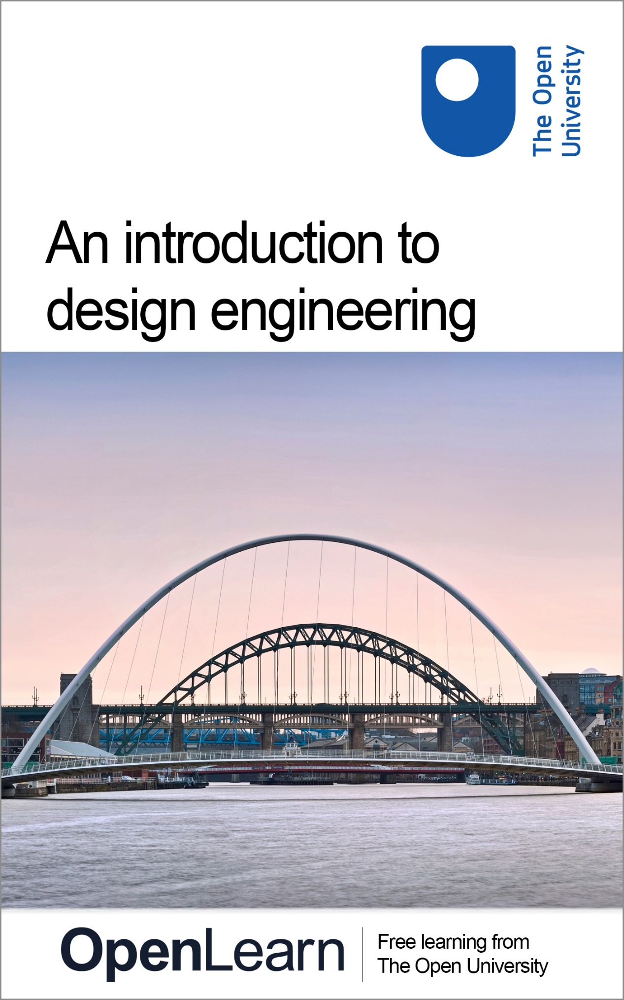 The Open
University
An introduction to
design engineering
OpenLearn
Free learning from
The Open University